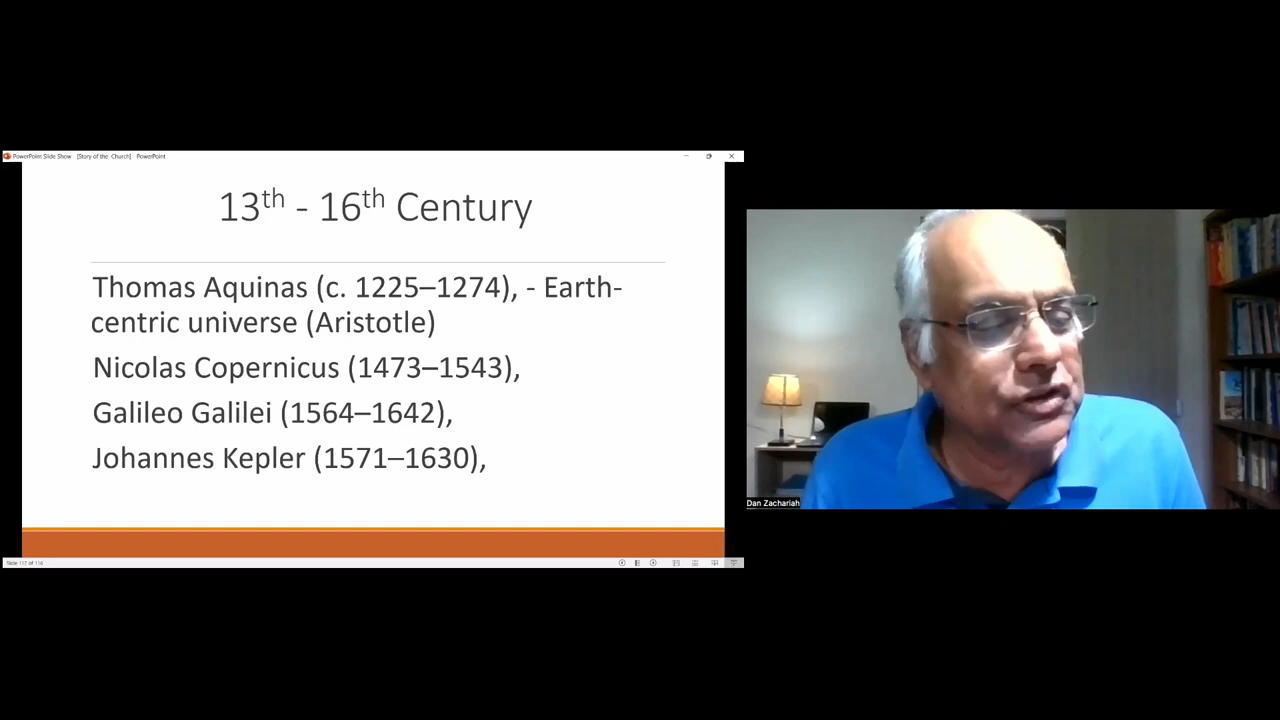 PowerPoint Slide Show - [Story of the Church] - PowerPoint
13th - 16th Century
Thomas Aquinas (c. 1225–1274), - Earth-
centric universe (Aristotle)
Nicolas Copernicus (1473–1543),
Galileo Galilei (1564–1642),
Johannes Kepler (1571–1630),
Dan Zachariah